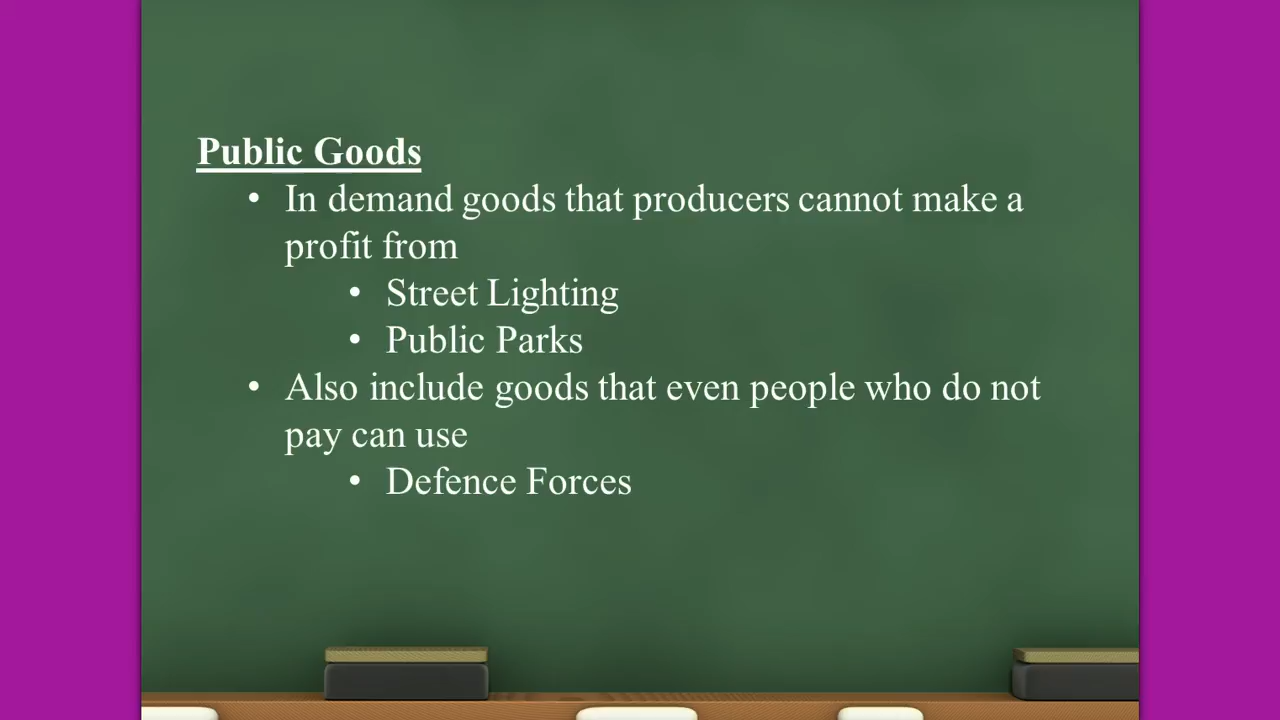 Public Goods
• In demand goods that producers cannot make a
profit from
• Street Lighting
• Public Parks
• Also include goods that even people who do not
pay can use
• Defence Forces